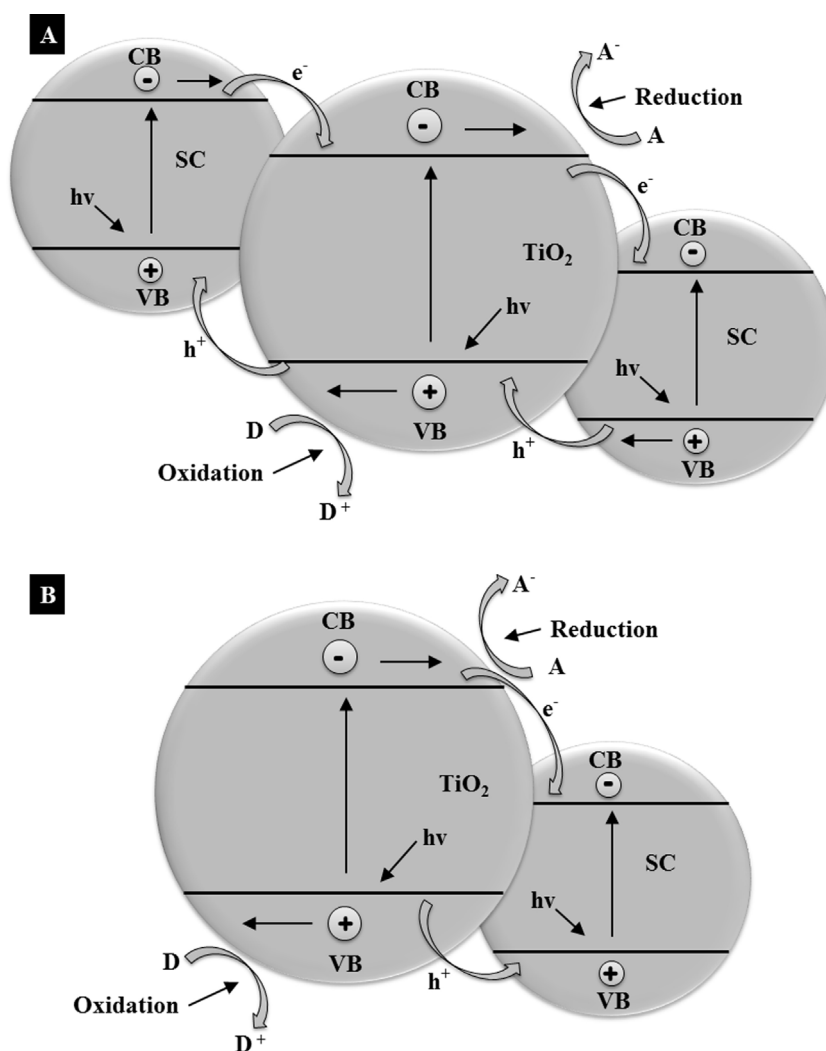 A
CB
-
e⁻
SC
hv
+
VB
h⁺
CB
-
TiO₂
hv
+
VB
A⁻
Reduction
A
e⁻
CB
-
SC
hv
+
VB
h⁺
D
Oxidation
D⁺
B
CB
-
TiO₂
hv
+
VB
A⁻
Reduction
A
e⁻
CB
-
SC
hv
+
VB
h⁺
D
Oxidation
D⁺